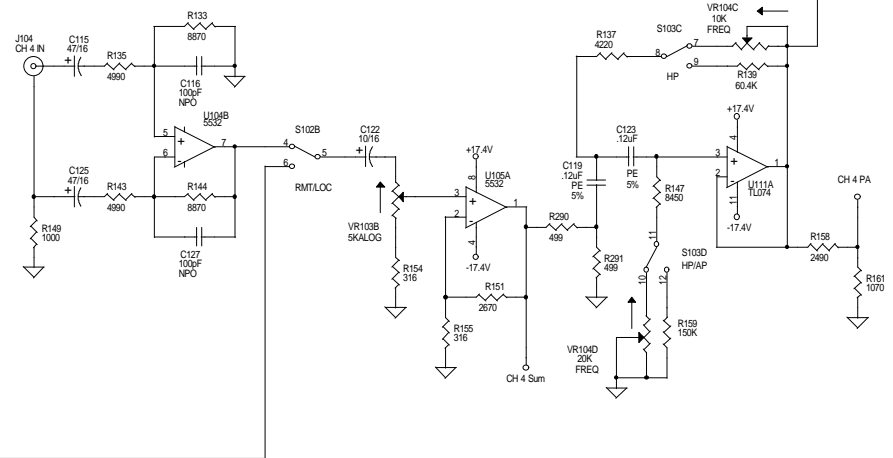 J104
CH 4 IN
C115
47/16
+
R135
4990
R133
8870
C116
100pF
NPO
U104B
5532
5
6
7
+
-
C125
47/16
+
R143
4990
R144
8870
C127
100pF
NPO
R149
1000
S102B
4
5
6
RMT/LOC
C122
10/16
+
VR103B
5KALOG
R154
316
+17.4V
U105A
5532
8
3
2
1
4
+
-
-17.4V
R151
2670
R155
316
CH 4 Sum
R290
499
R291
499
C119
.12uF
PE
5%
C123
.12uF
PE
5%
R137
4220
S103C
8
7
9
HP
VR104C
10K
FREQ
R139
60.4K
R147
8450
11
S103D
HP/AP
10
12
VR104D
20K
FREQ
R159
150K
+17.4V
4
3
2
1
11
+
-
U111A
TL074
-17.4V
CH 4 PA
R158
2490
R161
1070